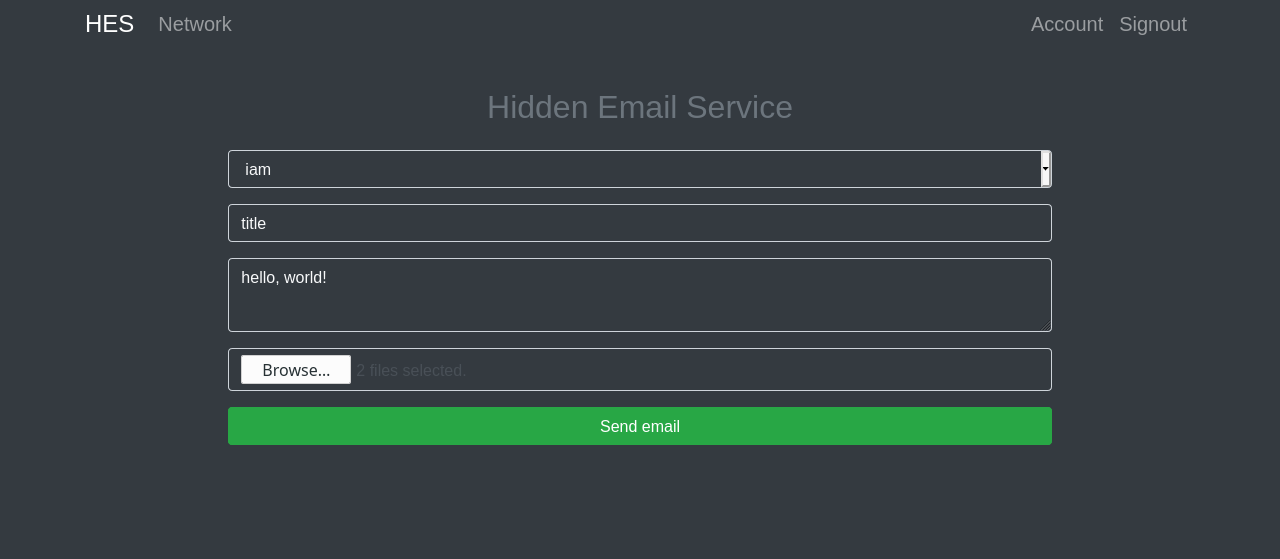 HES Network Account Signout
Hidden Email Service
iam
title
hello, world!
Browse... 2 files selected.
Send email